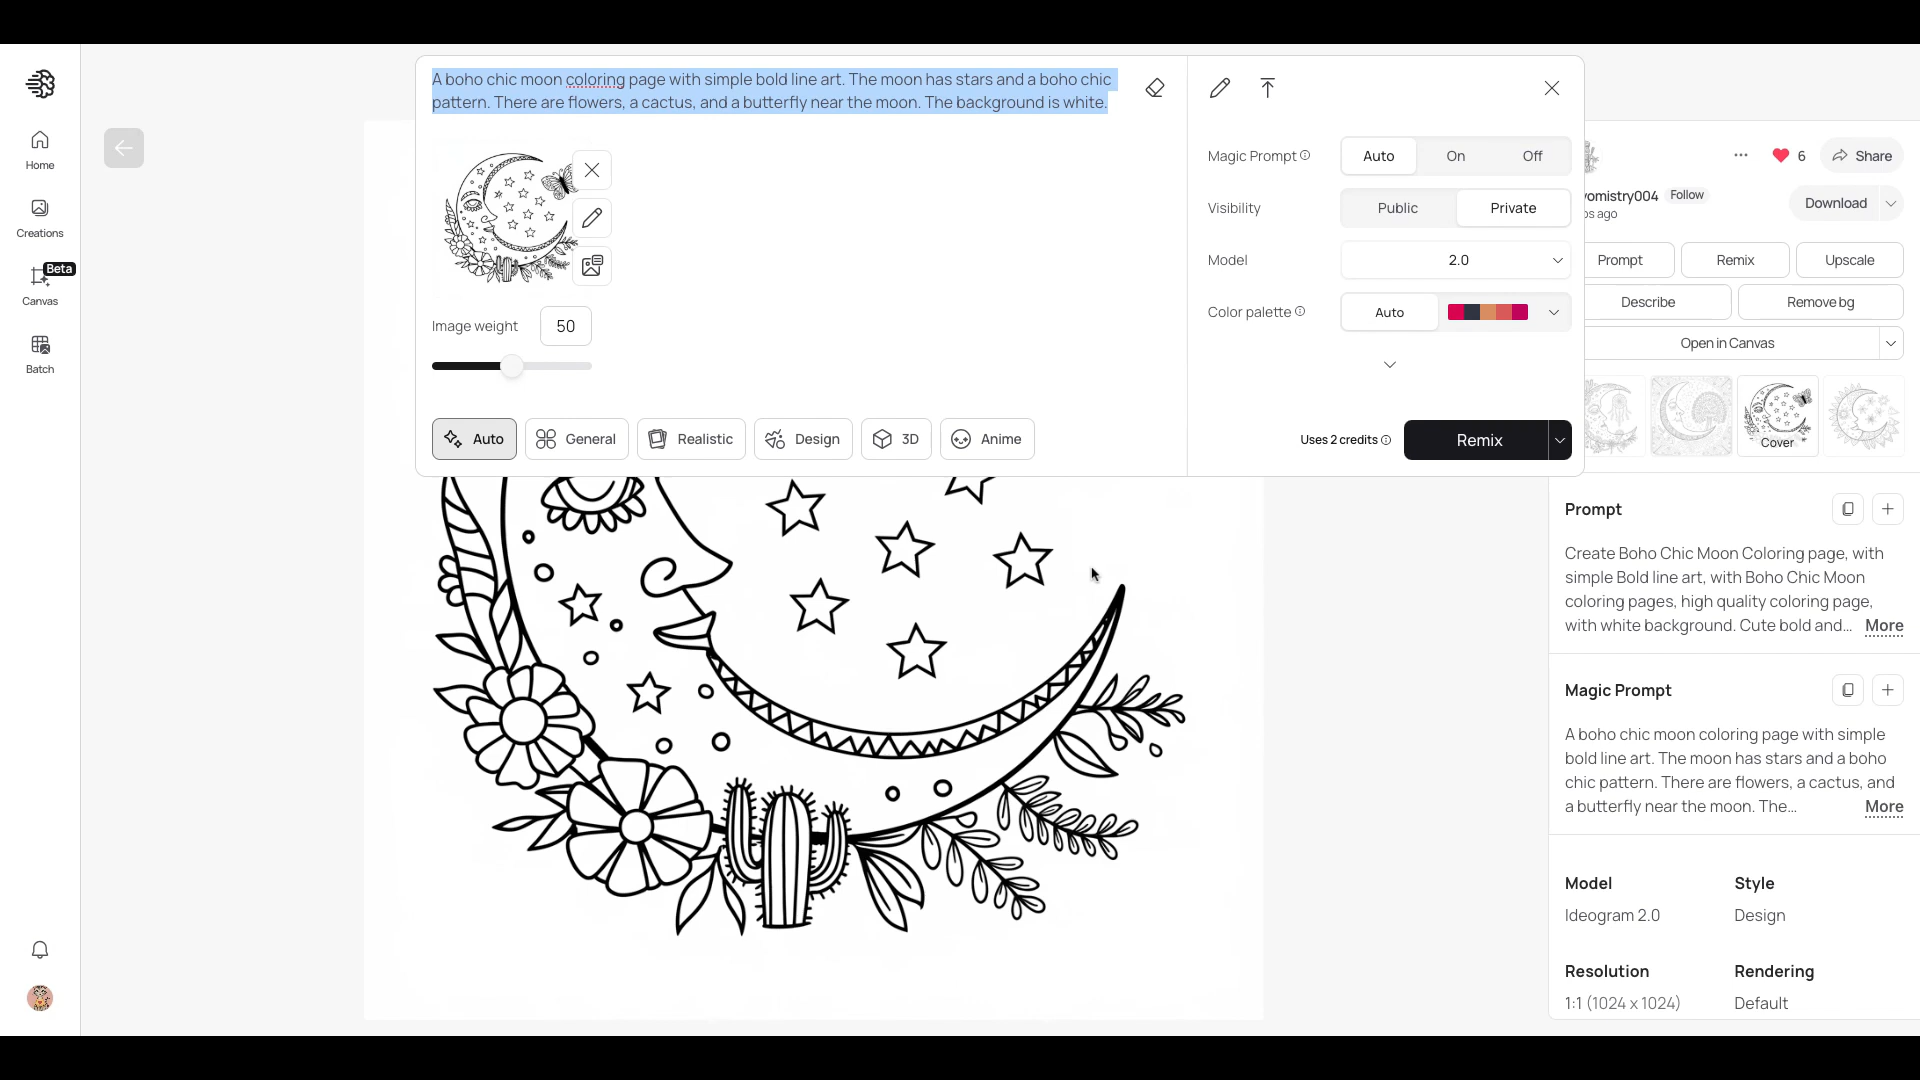 Home
Creations
Beta
Canvas
Batch
A boho chic moon coloring page with simple bold line art. The moon has stars and a boho chic
pattern. There are flowers, a cactus, and a butterfly near the moon. The background is white.
Image weight
50
Auto
General
Realistic
Design
3D
Anime
Magic Prompt
Auto
On
Off
Visibility
Public
Private
Model
2.0
Color palette
Auto
Uses 2 credits
Remix
6
Share
yomistry004
Follow
os ago
Download
Prompt
Remix
Upscale
Describe
Remove bg
Open in Canvas
Cover
Prompt
Create Boho Chic Moon Coloring page, with
simple Bold line art, with Boho Chic Moon
coloring pages, high quality coloring page,
with white background. Cute bold and... More
Magic Prompt
A boho chic moon coloring page with simple
bold line art. The moon has stars and a boho
chic pattern. There are flowers, a cactus, and
a butterfly near the moon. The... More
Model
Style
Ideogram 2.0
Design
Resolution
Rendering
1:1 (1024 x 1024)
Default